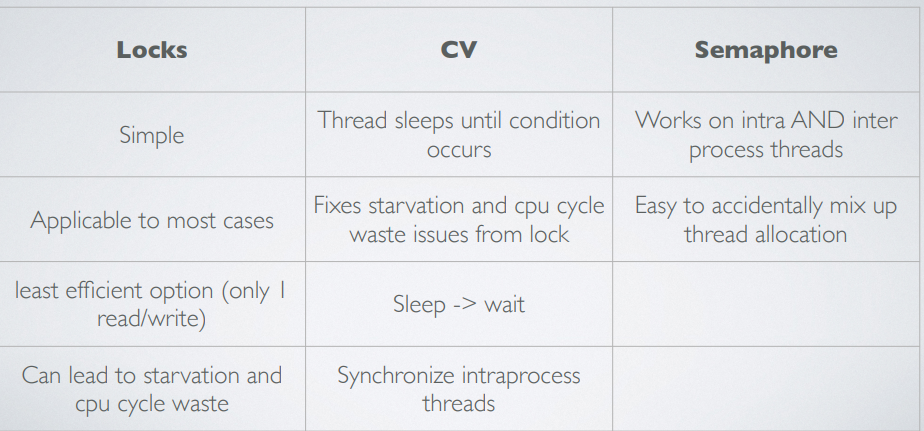 Locks
CV
Semaphore
Simple
Thread sleeps until condition
occurs
Works on intra AND inter
process threads
Applicable to most cases
Fixes starvation and cpu cycle
waste issues from lock
Easy to accidentally mix up
thread allocation
least efficient option (only 1
read/write)
Sleep -> wait
Can lead to starvation and
cpu cycle waste
Synchronize intraprocess
threads